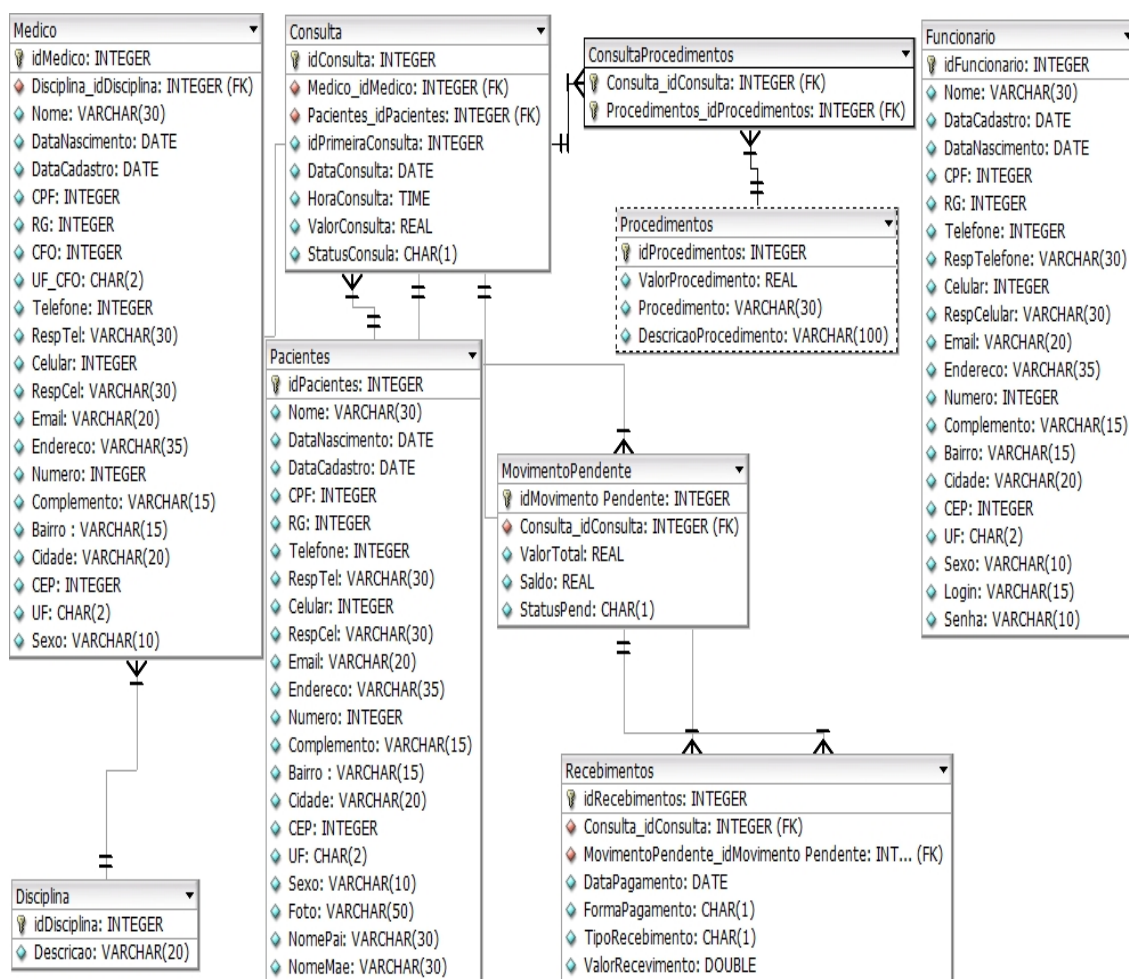 Medico
idMedico: INTEGER
Disciplina_idDisciplina: INTEGER (FK)
Nome: VARCHAR(30)
DataNascimento: DATE
DataCadastro: DATE
CPF: INTEGER
RG: INTEGER
CFO: INTEGER
UF_CFO: CHAR(2)
Telefone: INTEGER
RespTel: VARCHAR(30)
Celular: INTEGER
RespCel: VARCHAR(30)
Email: VARCHAR(20)
Endereco: VARCHAR(35)
Numero: INTEGER
Complemento: VARCHAR(15)
Bairro : VARCHAR(15)
Cidade: VARCHAR(20)
CEP: INTEGER
UF: CHAR(2)
Sexo: VARCHAR(10)
Consulta
idConsulta: INTEGER
Medico_idMedico: INTEGER (FK)
Pacientes_idPacientes: INTEGER (FK)
idPrimeiraConsulta: INTEGER
DataConsulta: DATE
HoraConsulta: TIME
ValorConsulta: REAL
StatusConsula: CHAR(1)
ConsultaProcedimentos
Consulta_idConsulta: INTEGER (FK)
Procedimentos_idProcedimentos: INTEGER (FK)
Procedimentos
idProcedimentos: INTEGER
ValorProcedimento: REAL
Procedimento: VARCHAR(30)
DescricaoProcedimento: VARCHAR(100)
Funcionario
idFuncionario: INTEGER
Nome: VARCHAR(30)
DataCadastro: DATE
DataNascimento: DATE
CPF: INTEGER
RG: INTEGER
Telefone: INTEGER
RespTelefone: VARCHAR(30)
Celular: INTEGER
RespCelular: VARCHAR(30)
Email: VARCHAR(20)
Endereco: VARCHAR(35)
Numero: INTEGER
Complemento: VARCHAR(15)
Bairro: VARCHAR(15)
Cidade: VARCHAR(20)
CEP: INTEGER
UF: CHAR(2)
Sexo: VARCHAR(10)
Login: VARCHAR(15)
Senha: VARCHAR(10)
Pacientes
idPacientes: INTEGER
Nome: VARCHAR(30)
DataNascimento: DATE
DataCadastro: DATE
CPF: INTEGER
RG: INTEGER
Telefone: INTEGER
RespTel: VARCHAR(30)
Celular: INTEGER
RespCel: VARCHAR(30)
Email: VARCHAR(20)
Endereco: VARCHAR(35)
Numero: INTEGER
Complemento: VARCHAR(15)
Bairro : VARCHAR(15)
Cidade: VARCHAR(20)
CEP: INTEGER
UF: CHAR(2)
Sexo: VARCHAR(10)
Foto: VARCHAR(50)
NomePai: VARCHAR(30)
NomeMae: VARCHAR(30)
MovimentoPendente
idMovimento Pendente: INTEGER
Consulta_idConsulta: INTEGER (FK)
ValorTotal: REAL
Saldo: REAL
StatusPend: CHAR(1)
Recebimentos
idRecebimentos: INTEGER
Consulta_idConsulta: INTEGER (FK)
MovimentoPendente_idMovimento Pendente: INT... (FK)
DataPagamento: DATE
FormaPagamento: CHAR(1)
TipoRecebimento: CHAR(1)
ValorRecevimento: DOUBLE
Disciplina
idDisciplina: INTEGER
Descricao: VARCHAR(20)